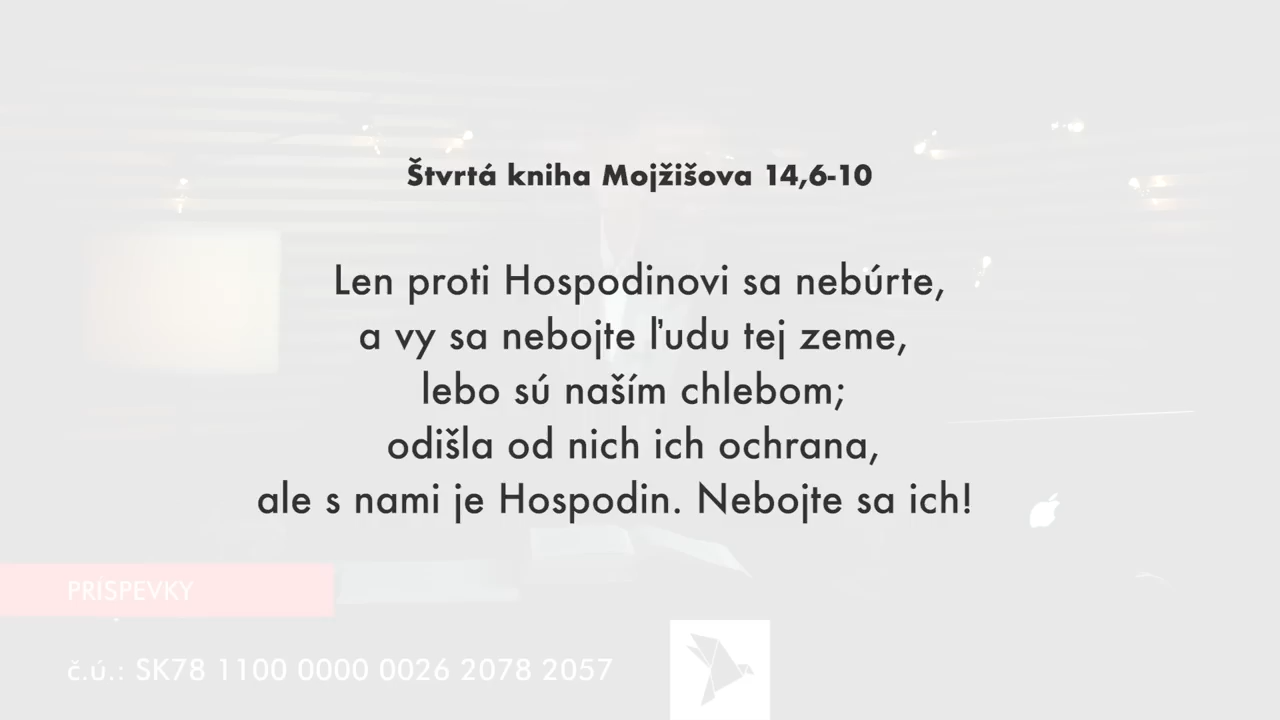 Štvrtá kniha Mojžišova 14,6-10
Len proti Hospodinovi sa nebúrte,
a vy sa nebojte ľudu tej zeme,
lebo sú naším chlebom;
odišla od nich ich ochrana,
ale s nami je Hospodin. Nebojte sa ich!
PRÍSPEVKY
č.ú.: SK78 1100 0000 0026 2078 2057